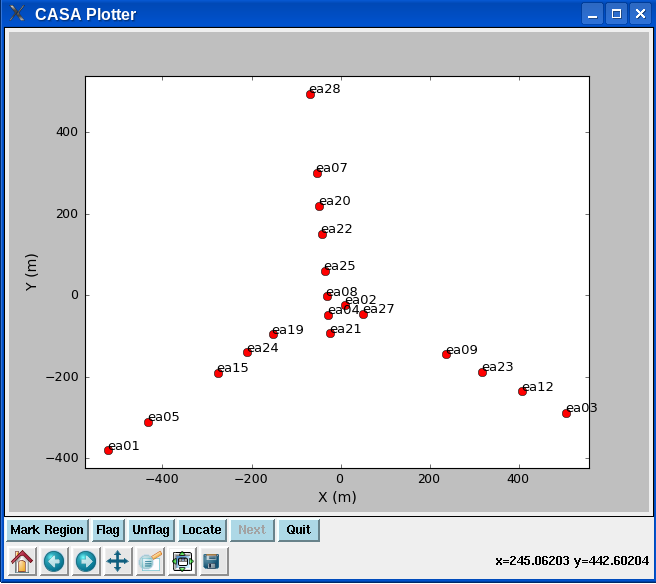 CASA Plotter
ea28
400
ea07
ea20
200
ea22
ea25
Y (m)
ea08
0
ea02
ea04
ea27
ea19
ea21
ea24
ea09
ea15
ea23
−200
ea12
ea03
ea05
ea01
−400
−400 −200 0 200 400
X (m)
Mark Region Flag Unflag Locate Next Quit
x=245.06203 y=442.60204